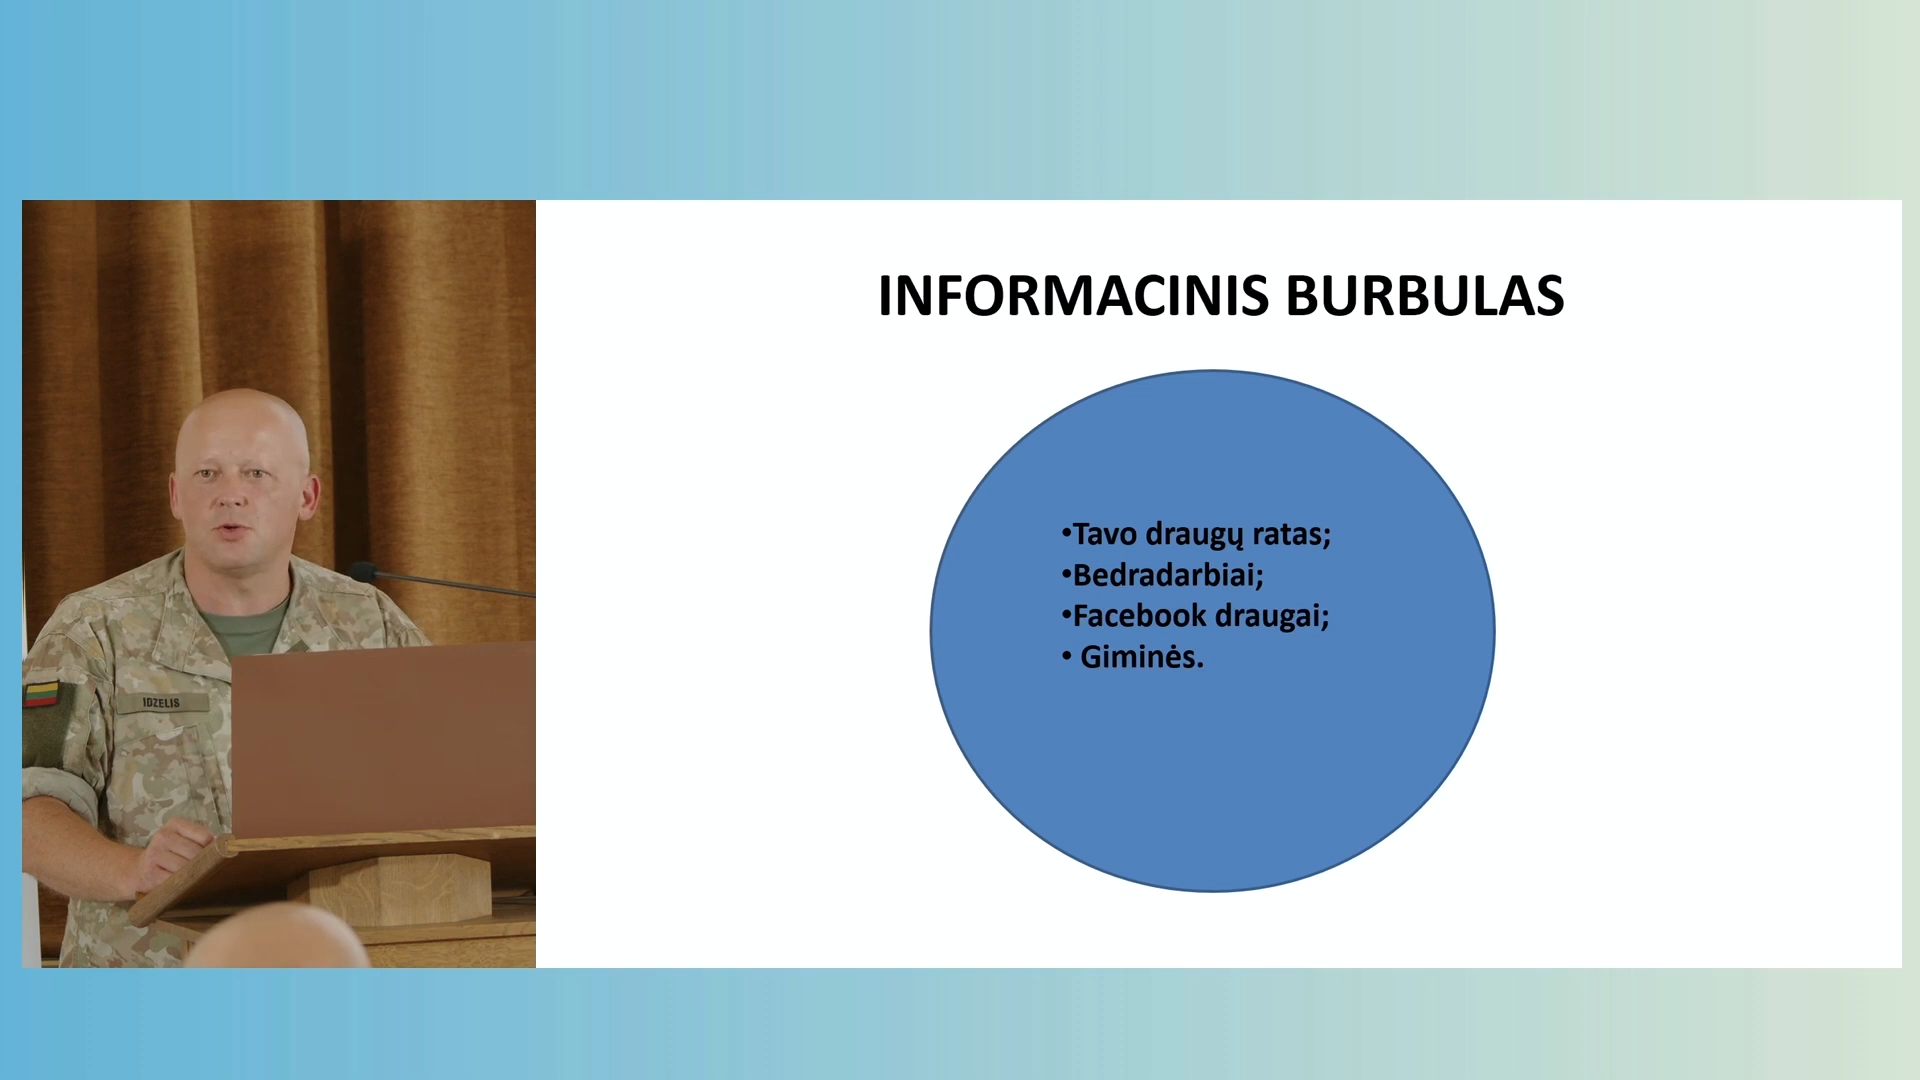 INFORMACINIS BURBULAS
•Tavo draugų ratas;
•Bedradarbiai;
•Facebook draugai;
• Giminės.
IDZELIS